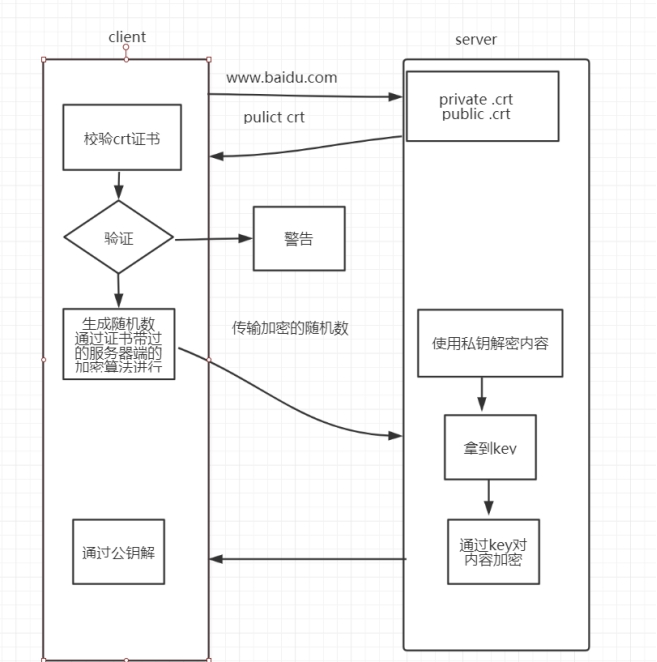 client
server
www.baidu.com
private .crt
public .crt
pulict crt
校验crt证书
验证
警告
生成随机数
通过证书带过
的服务器端的
加密算法进行
传输加密的随机数
使用私钥解密内容
拿到key
通过key对
内容加密
通过公钥解